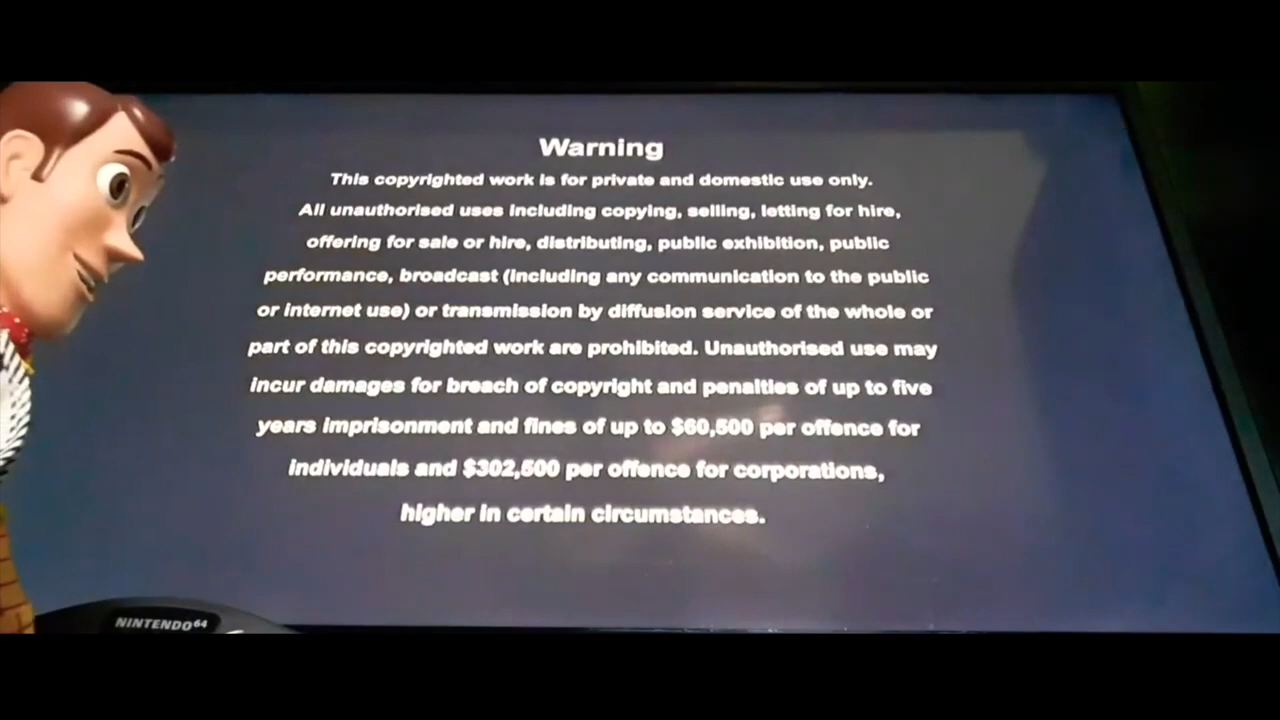 Warning
This copyrighted work is for private and domestic use only.
All unauthorised uses including copying, selling, letting for hire,
offering for sale or hire, distributing, public exhibition, public
performance, broadcast (including any communication to the public
or internet use) or transmission by diffusion service of the whole or
part of this copyrighted work are prohibited. Unauthorised use may
incur damages for breach of copyright and penalties of up to five
years imprisonment and fines of up to $60,500 per offence for
individuals and $302,500 per offence for corporations,
higher in certain circumstances.
NINTENDO64